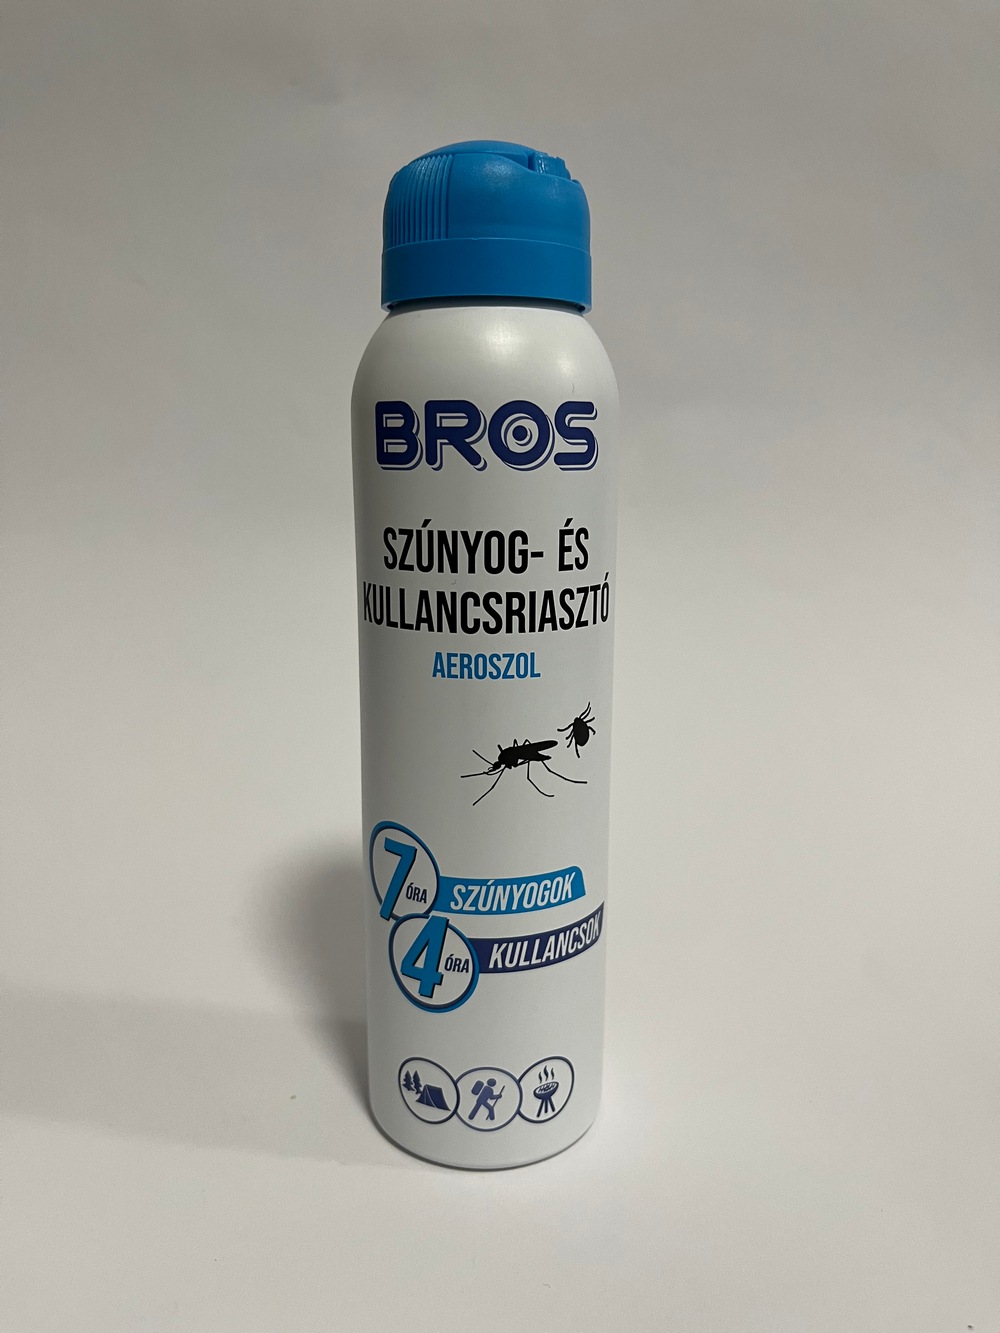 BROS
SZÚNYOG- ÉS
KULLANCSRIASZTÓ
AEROSZOL
7 ÓRA SZÚNYOGOK
4 ÓRA KULLANCSOK